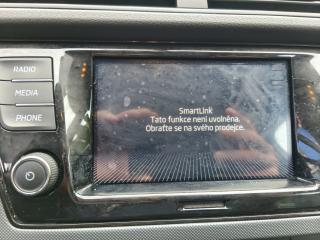 RADIO
MEDIA
PHONE
SmartLink
Tato funkce není uvolněna.
Obraťte se na svého prodejce.